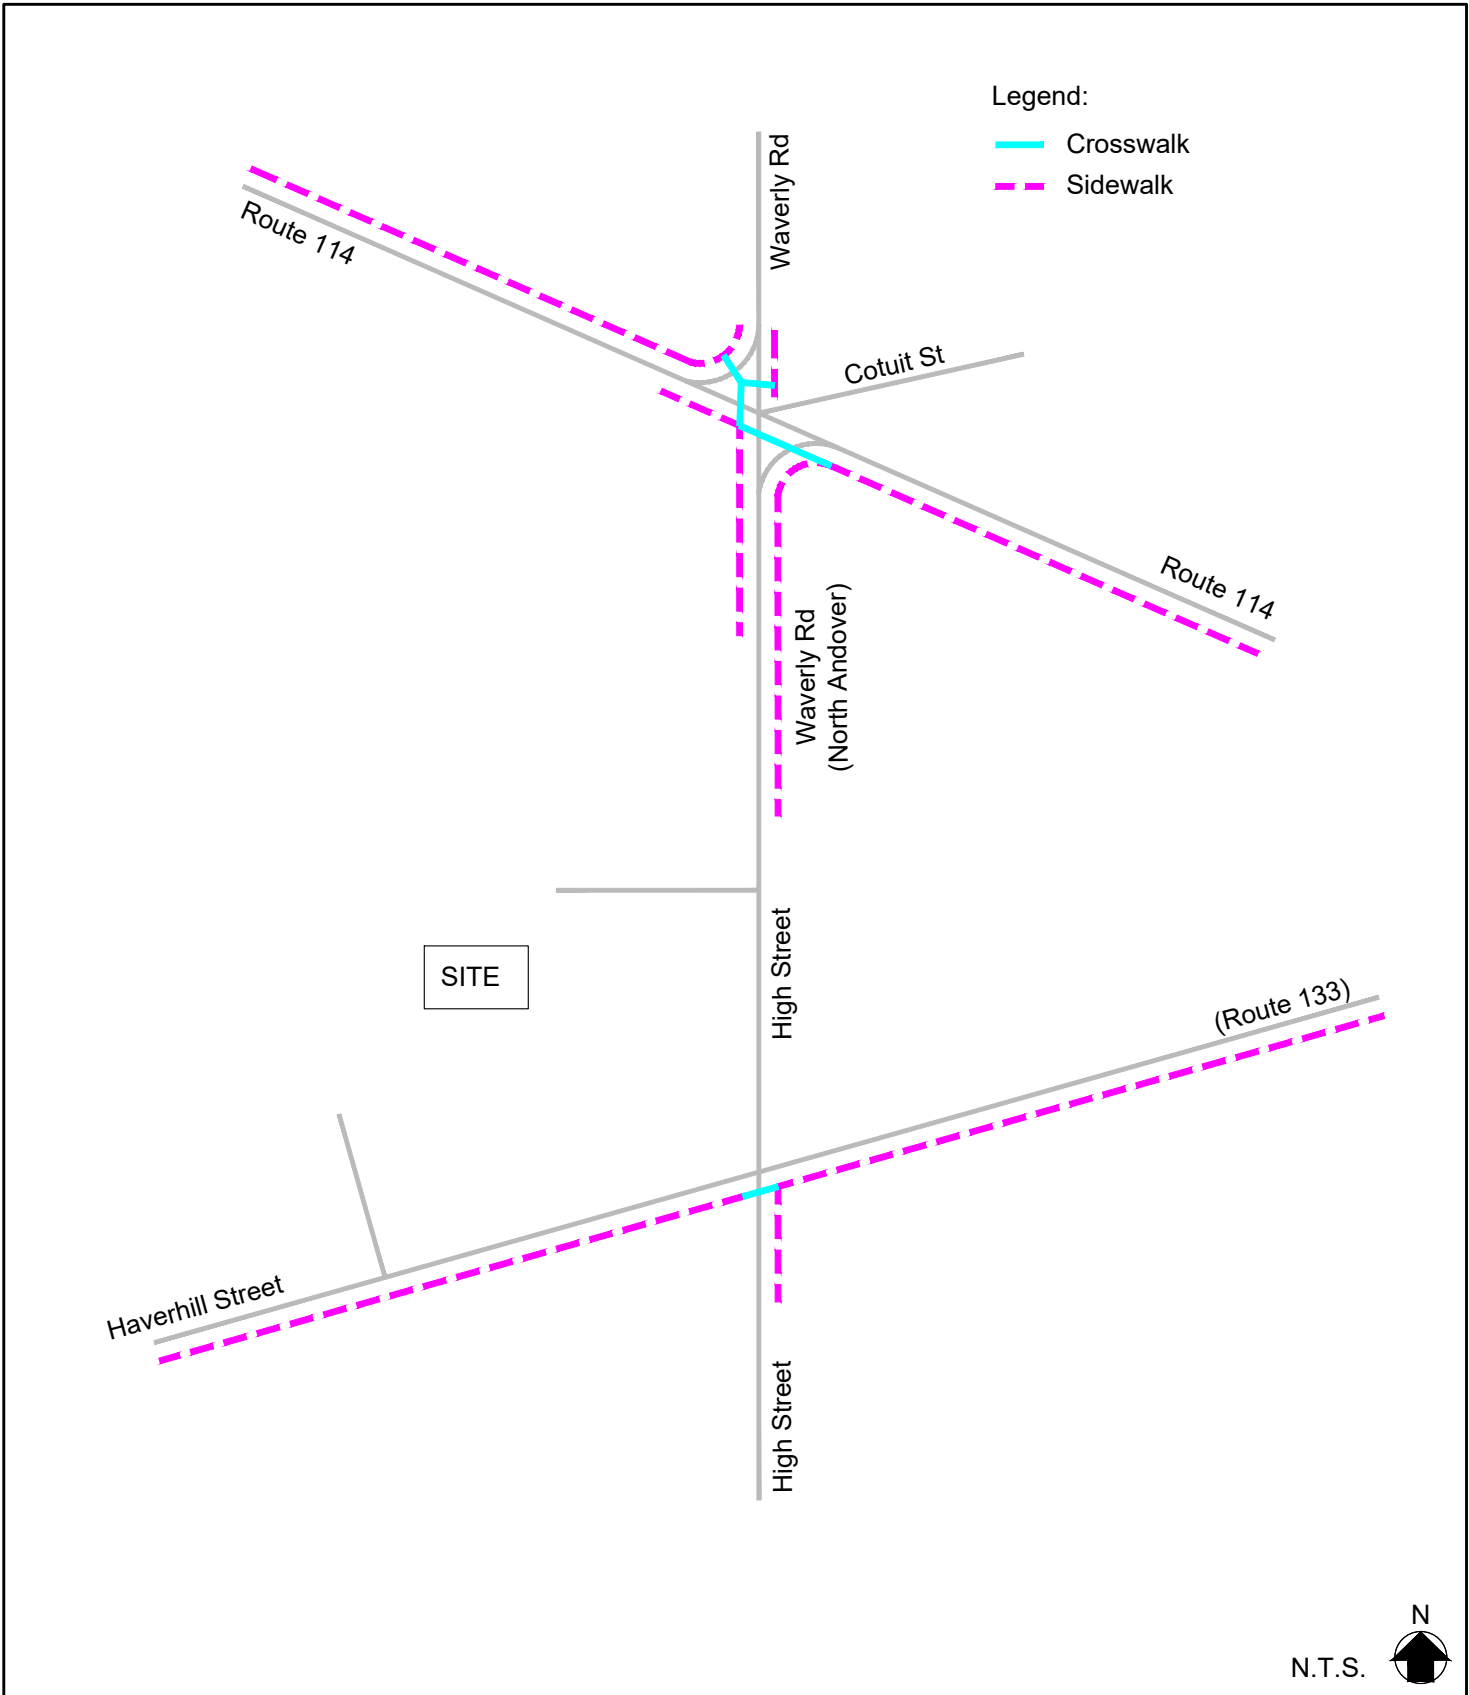 Legend:
Crosswalk
Sidewalk
Waverly Rd
Route 114
Cotuit St
Route 114
Waverly Rd
(North Andover)
High Street
SITE
(Route 133)
Haverhill Street
High Street
N
N.T.S.